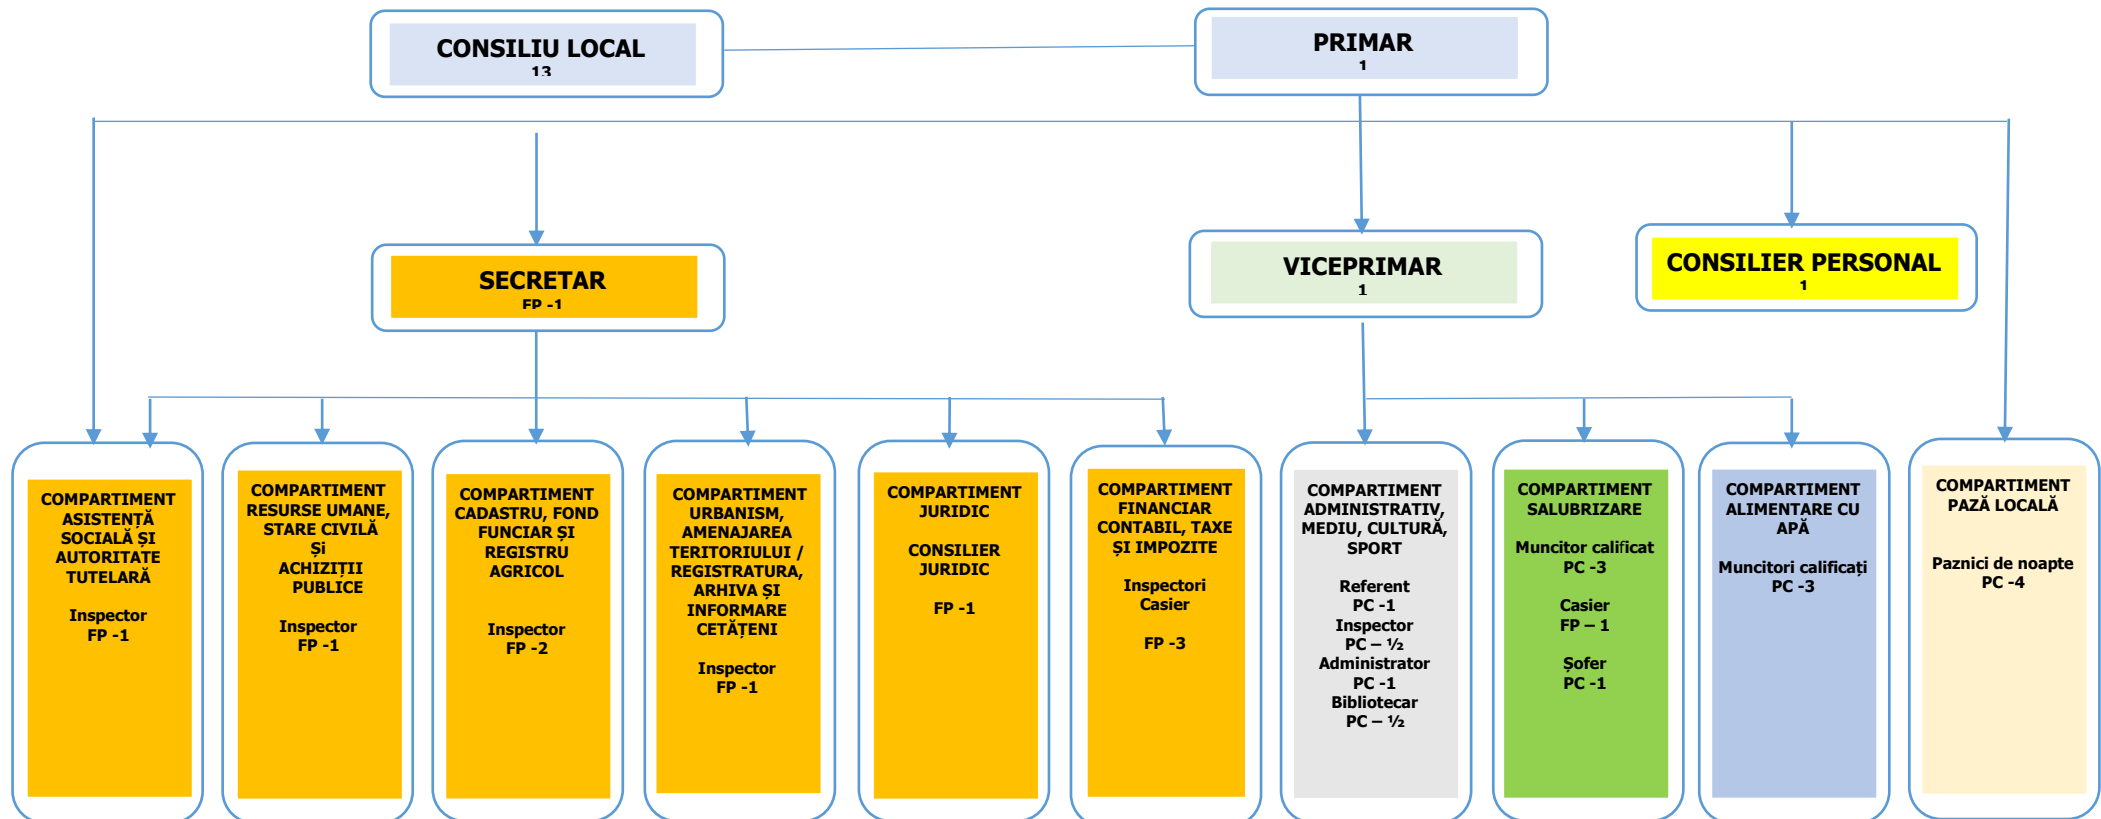 CONSILIU LOCAL
13
PRIMAR
1
SECRETAR
FP -1
VICEPRIMAR
1
CONSILIER PERSONAL
1
COMPARTIMENT
ASISTENȚĂ
SOCIALĂ ȘI
AUTORITATE
TUTELARĂ
Inspector
FP -1
COMPARTIMENT
RESURSE UMANE,
STARE CIVILĂ
Și
ACHIZIȚII
PUBLICE
Inspector
FP -1
COMPARTIMENT
CADASTRU, FOND
FUNCIAR ȘI
REGISTRU
AGRICOL
Inspector
FP -2
COMPARTIMENT
URBANISM,
AMENAJAREA
TERITORIULUI /
REGISTRATURA,
ARHIVA ȘI
INFORMARE
CETĂȚENI
Inspector
FP -1
COMPARTIMENT
JURIDIC
CONSILIER
JURIDIC
FP -1
COMPARTIMENT
FINANCIAR
CONTABIL, TAXE
ȘI IMPOZITE
Inspectori
Casier
FP -3
COMPARTIMENT
ADMINISTRATIV,
MEDIU, CULTURĂ,
SPORT
Referent
PC -1
Inspector
PC – ½
Administrator
PC -1
Bibliotecar
PC – ½
COMPARTIMENT
SALUBRIZARE
Muncitor calificat
PC -3
Casier
FP – 1
Șofer
PC -1
COMPARTIMENT
ALIMENTARE CU
APĂ
Muncitori calificați
PC -3
COMPARTIMENT
PAZĂ LOCALĂ
Paznici de noapte
PC -4